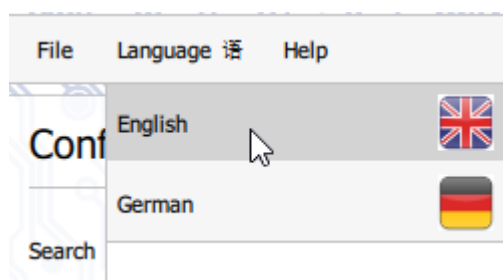 File Language 语 Help
English
Conf
German
Search